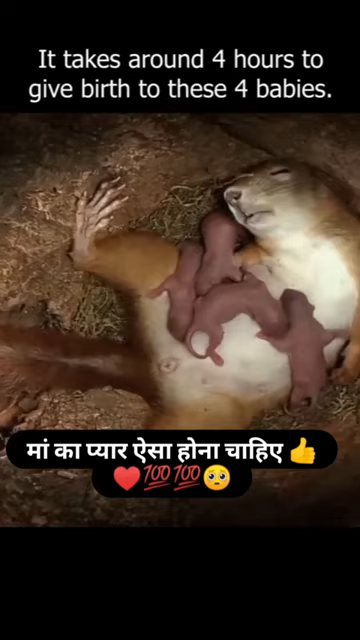 It takes around 4 hours to
give birth to these 4 babies.
मां का प्यार ऐसा होना चाहिए 👍
❤️💯💯🥺